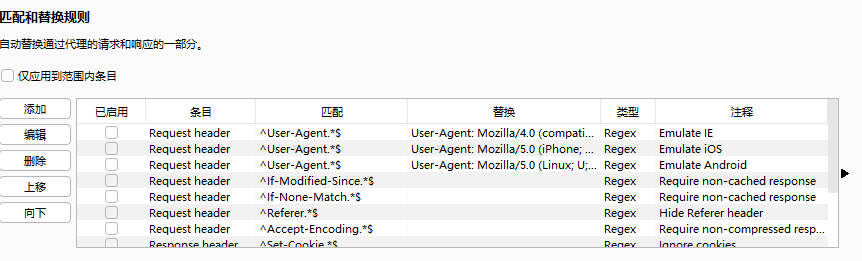 匹配和替换规则
自动替换通过代理的请求和响应的一部分。
仅应用到范围内条目
添加
编辑
删除
上移
向下
已启用 条目 匹配 替换 类型 注释
Request header ^User-Agent.*$ User-Agent: Mozilla/4.0 (compati... Regex Emulate IE
Request header ^User-Agent.*$ User-Agent: Mozilla/5.0 (iPhone; ... Regex Emulate iOS
Request header ^User-Agent.*$ User-Agent: Mozilla/5.0 (Linux; U;... Regex Emulate Android
Request header ^If-Modified-Since.*$ Regex Require non-cached response
Request header ^If-None-Match.*$ Regex Require non-cached response
Request header ^Referer.*$ Regex Hide Referer header
Request header ^Accept-Encoding.*$ Regex Require non-compressed resp...
Response header ^Set-Cookie.*$ Regex Ignore cookies